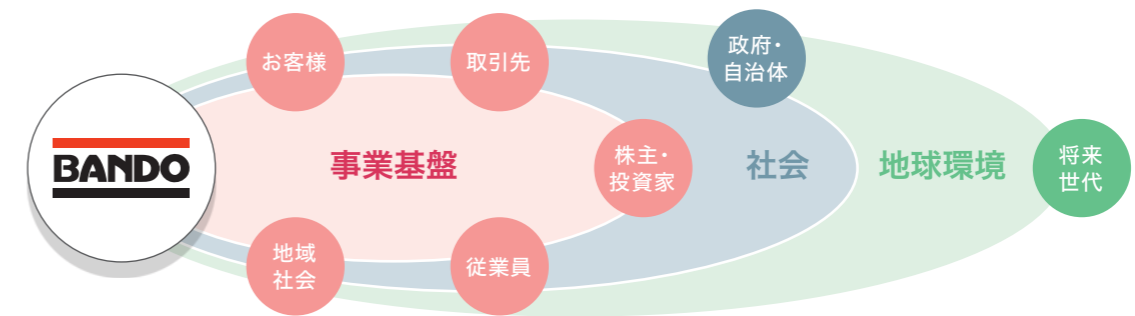 お客様
取引先
政府・
自治体
BANDO
事業基盤
株主・
投資家
社会
地球環境
将来
世代
地域
社会
従業員